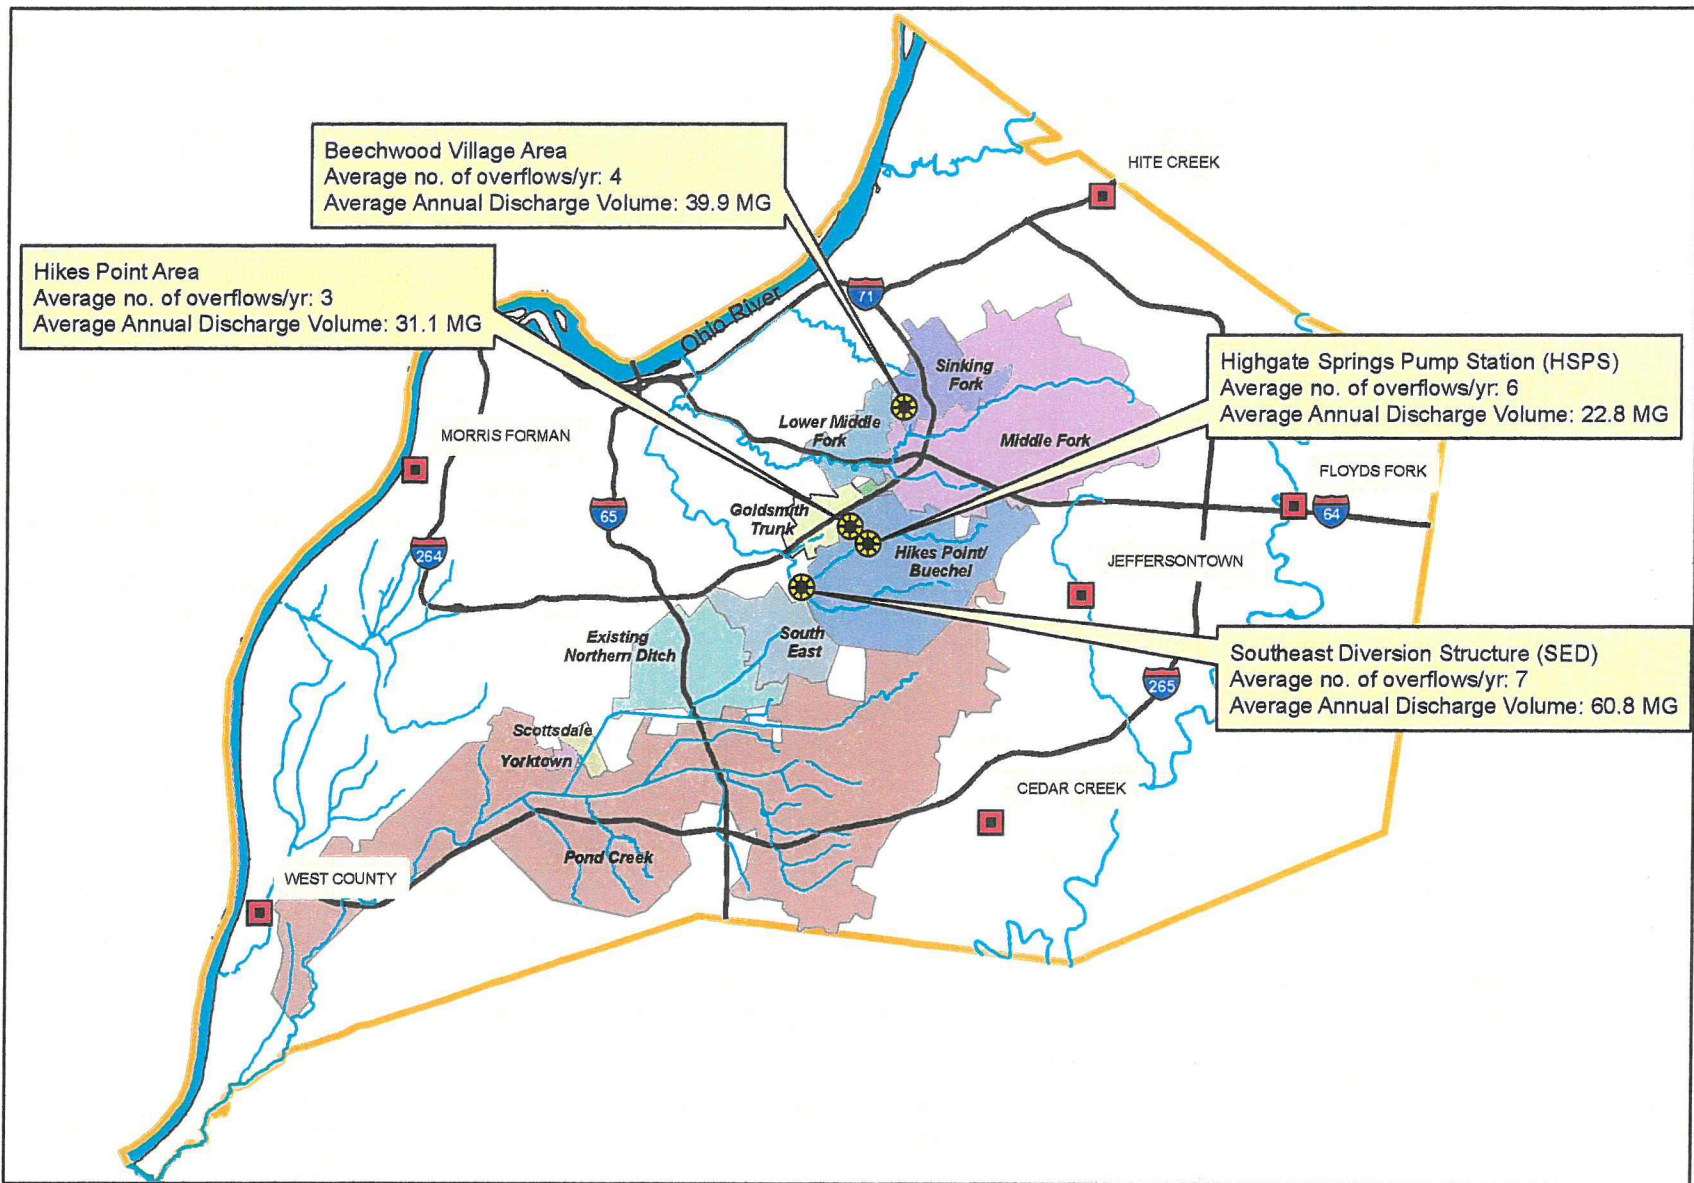 HITE CREEK
Beechwood Village Area
Average no. of overflows/yr: 4
Average Annual Discharge Volume: 39.9 MG
Hikes Point Area
Average no. of overflows/yr: 3
Average Annual Discharge Volume: 31.1 MG
71
Ohio River
Highgate Springs Pump Station (HSPS)
Average no. of overflows/yr: 6
Average Annual Discharge Volume: 22.8 MG
Sinking
Fork
Lower Middle
Fork
Middle Fork
MORRIS FORMAN
FLOYDS FORK
65
64
Goldsmith
Trunk
264
Hikes Point/
Buechel
JEFFERSONTOWN
Existing
Northern Ditch
South
East
Southeast Diversion Structure (SED)
Average no. of overflows/yr: 7
Average Annual Discharge Volume: 60.8 MG
265
Scottsdale
Yorktown
CEDAR CREEK
Pond Creek
WEST COUNTY